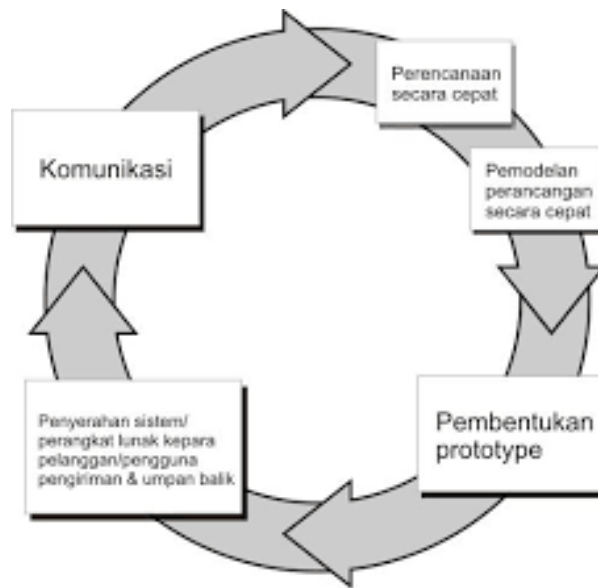 Komunikasi
Perencanaan
secara cepat
Pemodelan
perancangan
secara cepat
Pembentukan
prototype
Penyerahan sistem/
perangkat lunak kepara
pelanggan/pengguna
pengiriman & umpan balik